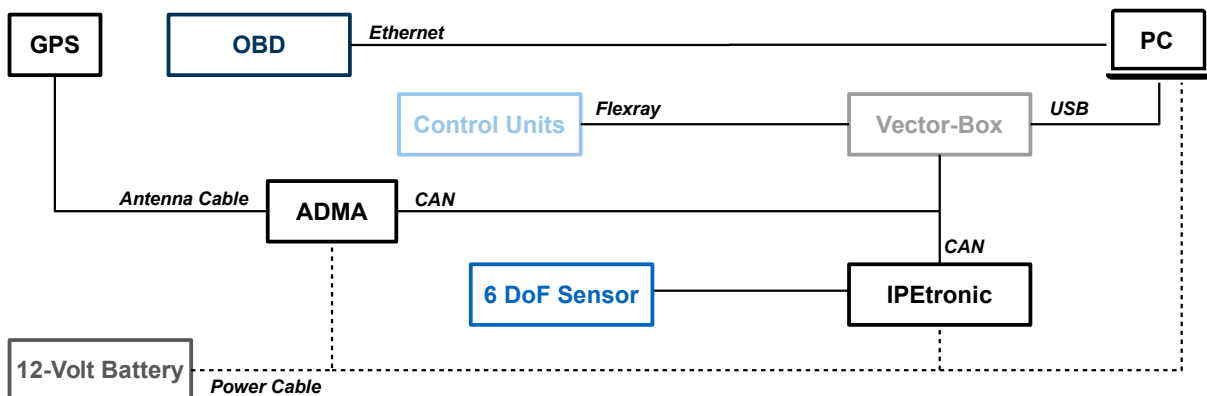 GPS
OBD
Ethernet
PC
Control Units
Flexray
Vector-Box
USB
Antenna Cable
ADMA
CAN
CAN
6 DoF Sensor
IPEtronic
12-Volt Battery
Power Cable